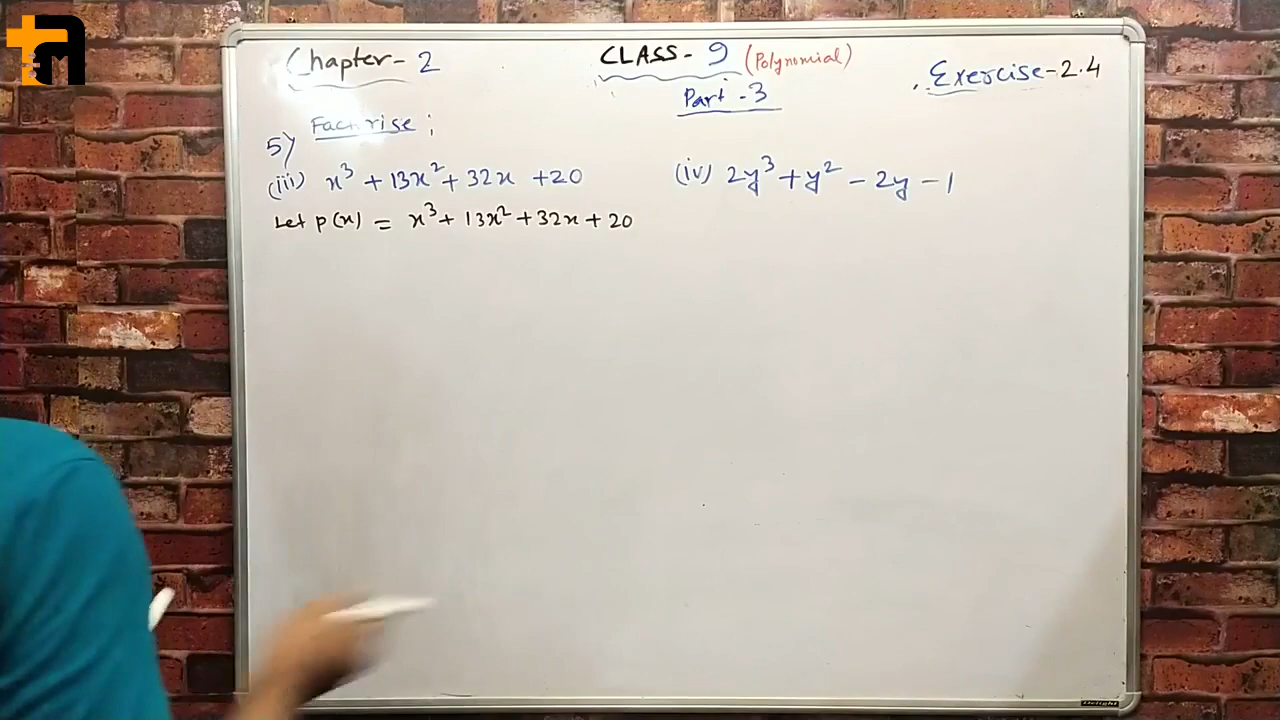 Chapter-2
CLASS-9 (Polynomial)
Part-3
Exercise-2.4
5) Factorise;
(iii) x³ + 13x² + 32x + 20
(iv) 2y³ + y² - 2y - 1
Let p(x) = x³ + 13x² + 32x + 20
Delight